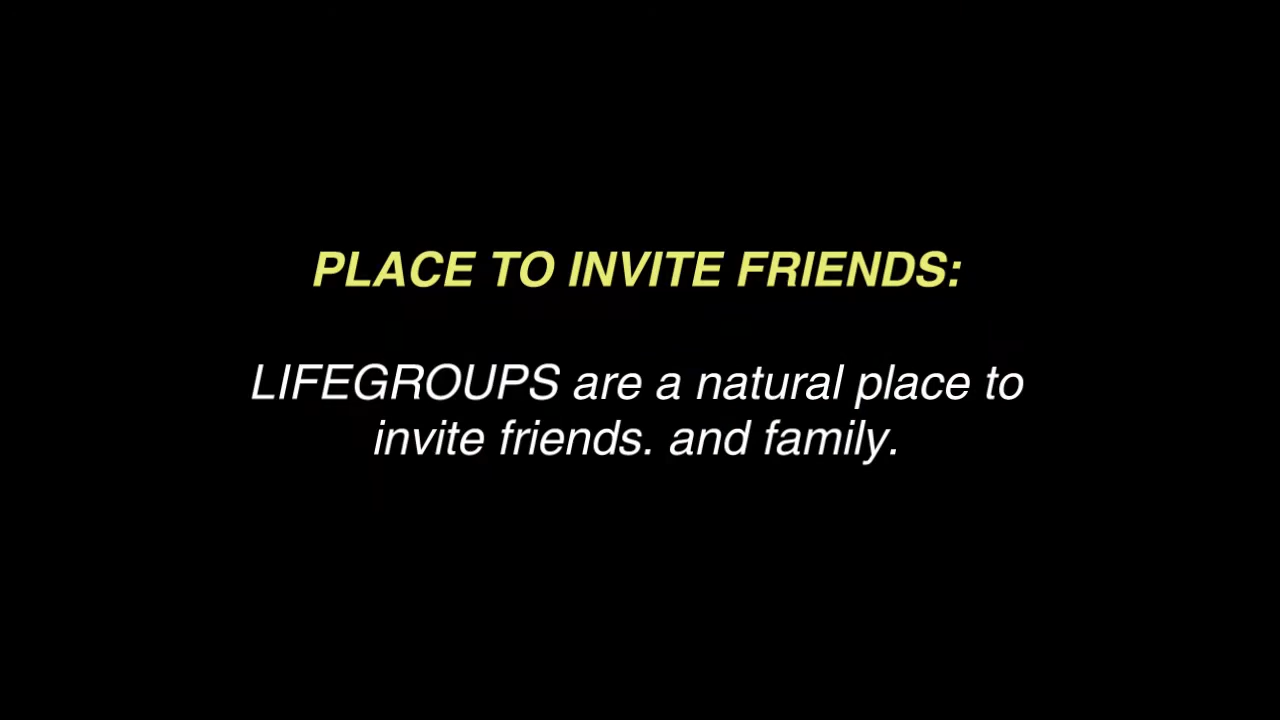 PLACE TO INVITE FRIENDS:
LIFEGROUPS are a natural place to
invite friends. and family.